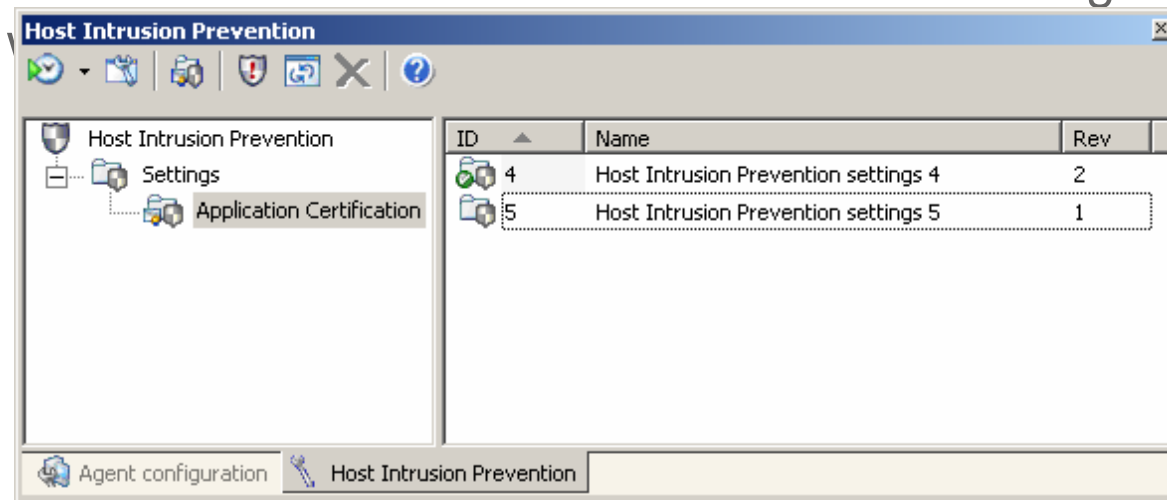 Host Intrusion Prevention
Host Intrusion Prevention
Settings
Application Certification
ID Name Rev
4 Host Intrusion Prevention settings 4 2
5 Host Intrusion Prevention settings 5 1
Agent configuration Host Intrusion Prevention